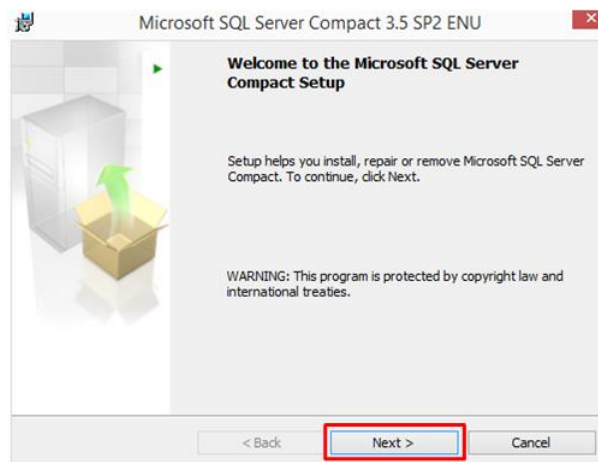 Microsoft SQL Server Compact 3.5 SP2 ENU
Welcome to the Microsoft SQL Server
Compact Setup
Setup helps you install, repair or remove Microsoft SQL Server
Compact. To continue, click Next.
WARNING: This program is protected by copyright law and
international treaties.
< Back Next > Cancel